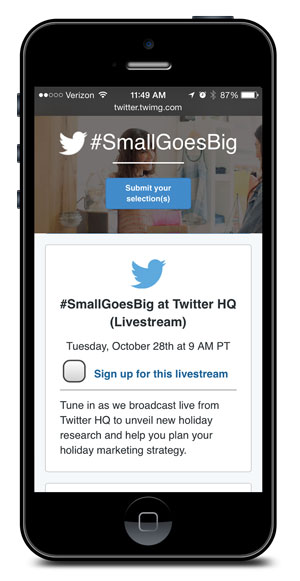 Verizon 11:49 AM 87%
twitter.twimg.com
#SmallGoesBig
Submit your
selection(s)
#SmallGoesBig at Twitter HQ
(Livestream)
Tuesday, October 28th at 9 AM PT
Sign up for this livestream
Tune in as we broadcast live from
Twitter HQ to unveil new holiday
research and help you plan your
holiday marketing strategy.